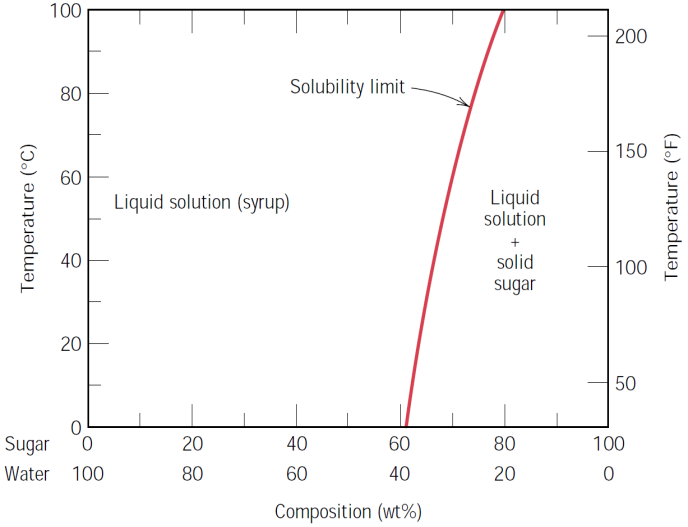 100
80
60
40
20
0
Temperature (°C)
Solubility limit
Liquid solution (syrup)
Liquid
solution
+
solid
sugar
200
150
100
50
Temperature (°F)
Sugar 0 20 40 60 80 100
Water 100 80 60 40 20 0
Composition (wt%)